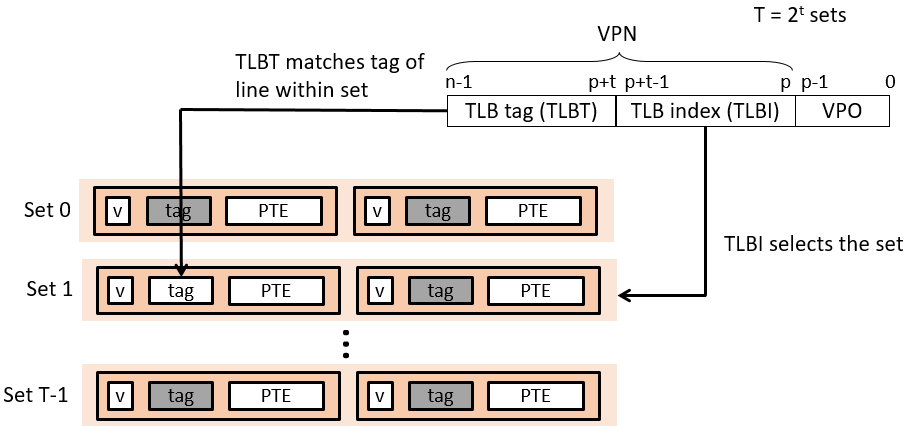 T = 2^t sets
VPN
TLBT matches tag of
line within set
n-1 p+t p+t-1 p p-1 0
TLB tag (TLBT) TLB index (TLBI) VPO
Set 0 v tag PTE v tag PTE
TLBI selects the set
Set 1 v tag PTE v tag PTE
Set T-1 v tag PTE v tag PTE